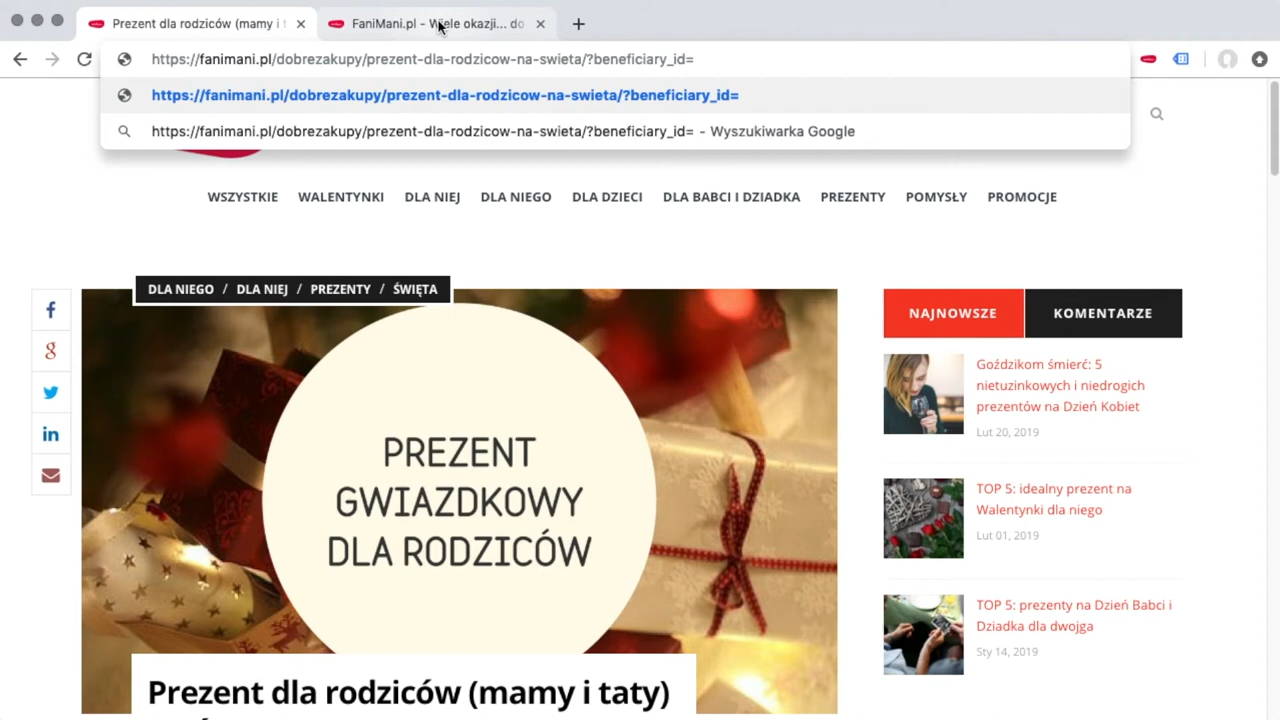 Prezent dla rodziców (mamy i t
FaniMani.pl - Wiele okazji... do
https://fanimani.pl/dobrezakupy/prezent-dla-rodzicow-na-swieta/?beneficiary_id=
https://fanimani.pl/dobrezakupy/prezent-dla-rodzicow-na-swieta/?beneficiary_id=
https://fanimani.pl/dobrezakupy/prezent-dla-rodzicow-na-swieta/?beneficiary_id= - Wyszukiwarka Google
WSZYSTKIE WALENTYNKI DLA NIEJ DLA NIEGO DLA DZIECI DLA BABCI I DZIADKA PREZENTY POMYSŁY PROMOCJE
DLA NIEGO / DLA NIEJ / PREZENTY / ŚWIĘTA
PREZENT
GWIAZDKOWY
DLA RODZICÓW
Prezent dla rodziców (mamy i taty)
NAJNOWSZE
KOMENTARZE
Goździkom śmierć: 5
nietuzinkowych i niedrogich
prezentów na Dzień Kobiet
Lut 20, 2019
TOP 5: idealny prezent na
Walentynki dla niego
Lut 01, 2019
TOP 5: prezenty na Dzień Babci i
Dziadka dla dwojga
Sty 14, 2019